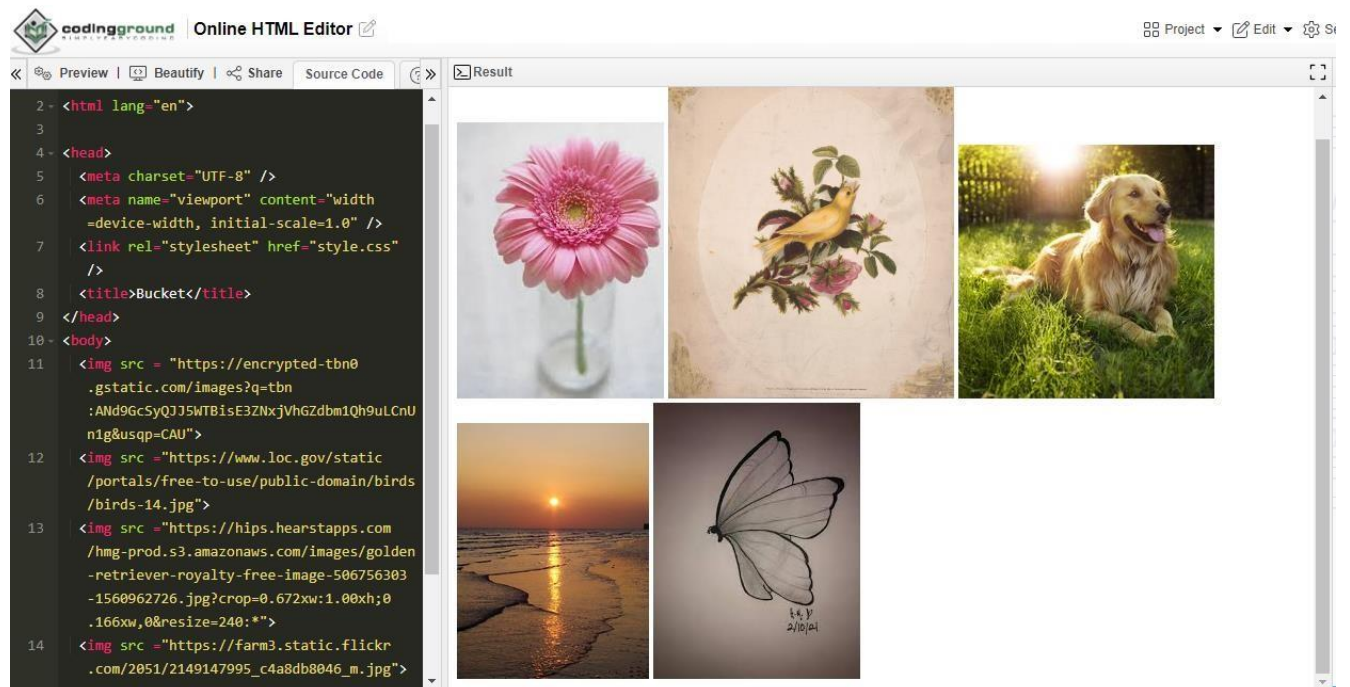 codingground
SIMPLY EASY CODING
Online HTML Editor
Project
Edit
Preview | Beautify | Share
Source Code
Result
2 <html lang="en">
3
4 <head>
5 <meta charset="UTF-8" />
6 <meta name="viewport" content="width
=device-width, initial-scale=1.0" />
7 <link rel="stylesheet" href="style.css"
/>
8 <title>Bucket</title>
9 </head>
10 <body>
11 <img src = "https://encrypted-tbn0
.gstatic.com/images?q=tbn
:ANd9GcSyQJJ5WTBisE3ZNxjVhGZdbm1Qh9uLCnU
n1g&usqp=CAU">
12 <img src ="https://www.loc.gov/static
/portals/free-to-use/public-domain/birds
/birds-14.jpg">
13 <img src ="https://hips.hearstapps.com
/hmg-prod.s3.amazonaws.com/images/golden
-retriever-royalty-free-image-506756303
-1560962726.jpg?crop=0.672xw:1.00xh;0
.166xw,0&resize=240:*">
14 <img src ="https://farm3.static.flickr
.com/2051/2149147995_c4a8db8046_m.jpg">
2/10/21